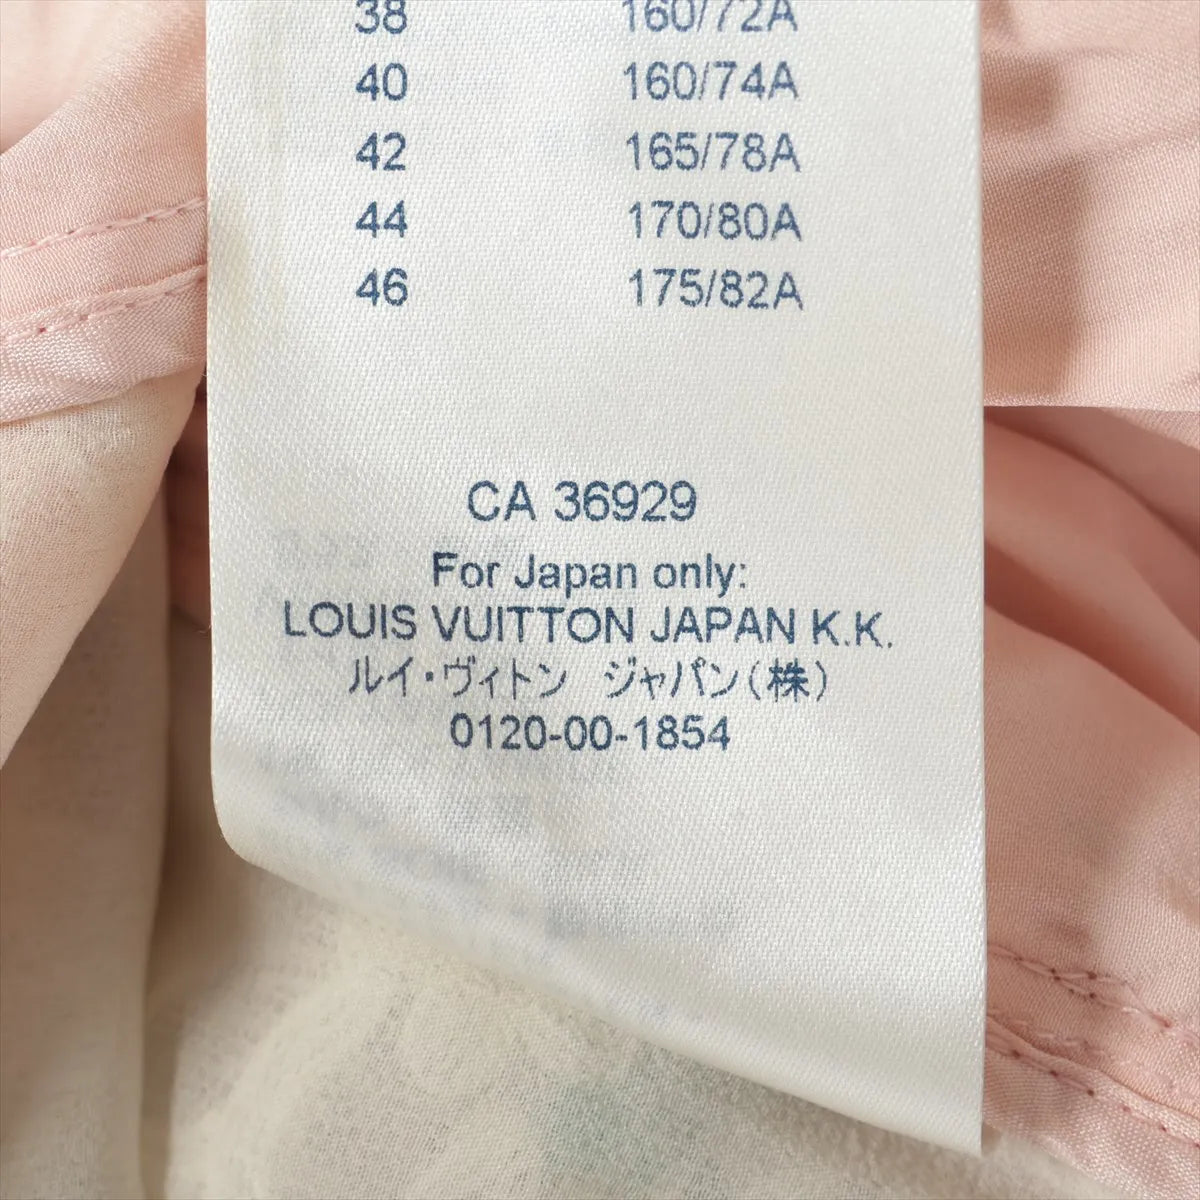 38 160/72A
40 160/74A
42 165/78A
44 170/80A
46 175/82A
CA 36929
For Japan only:
LOUIS VUITTON JAPAN K.K.
ルイ・ヴィトン ジャパン(株)
0120-00-1854